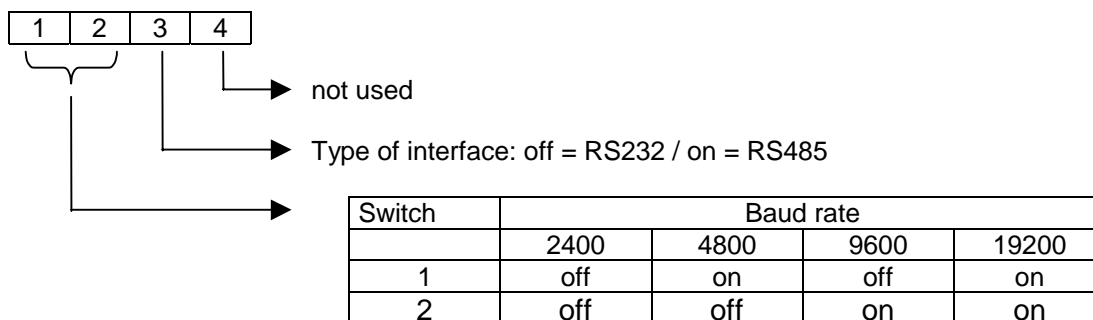 1 2 3 4
not used
Type of interface: off = RS232 / on = RS485
Switch Baud rate
2400 4800 9600 19200
1 off on off on
2 off off on on